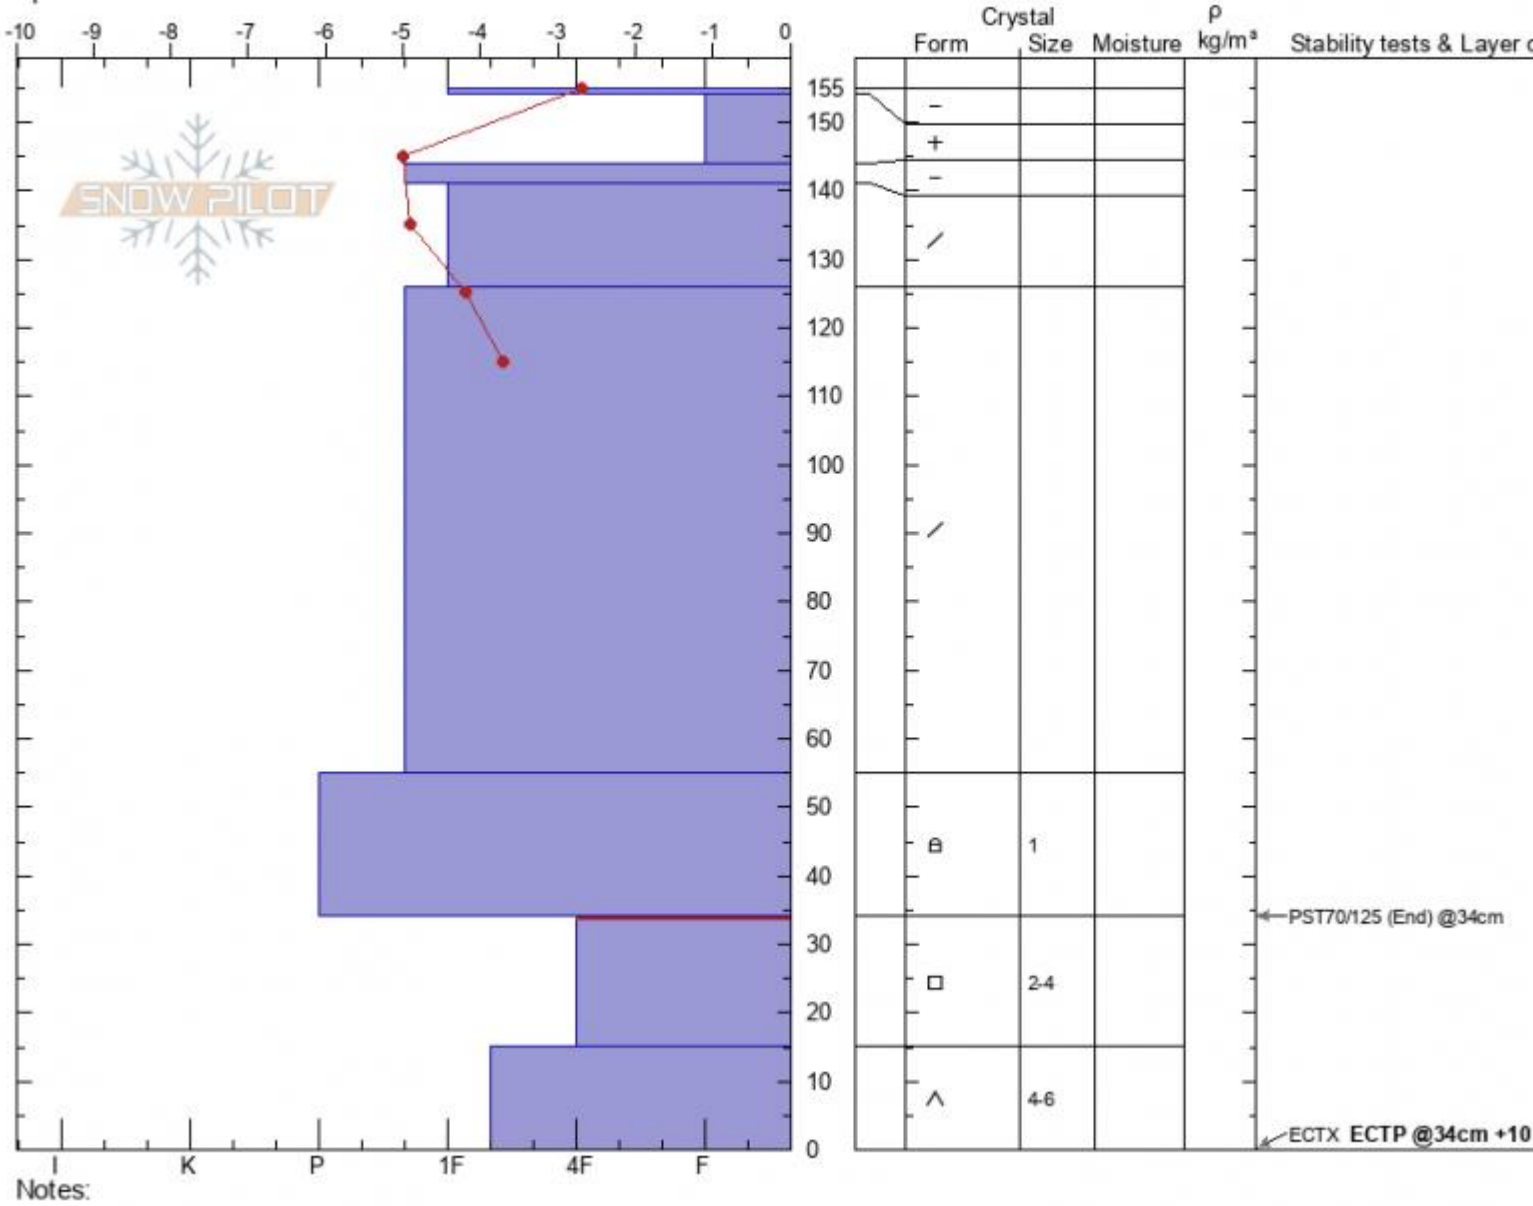 Crystal ρ
-10 -9 -8 -7 -6 -5 -4 -3 -2 -1 0 Form Size Moisture kg/m³ Stability tests & Layer c
155
150
SNOW PILOT
140
130
120
110
100
90
80
70
60
50
1
40
PST70/125 (End) @34cm
30
2-4
20
10
4-6
ECTX ECTP @34cm +10
0
I K P 1F 4F F
Notes: